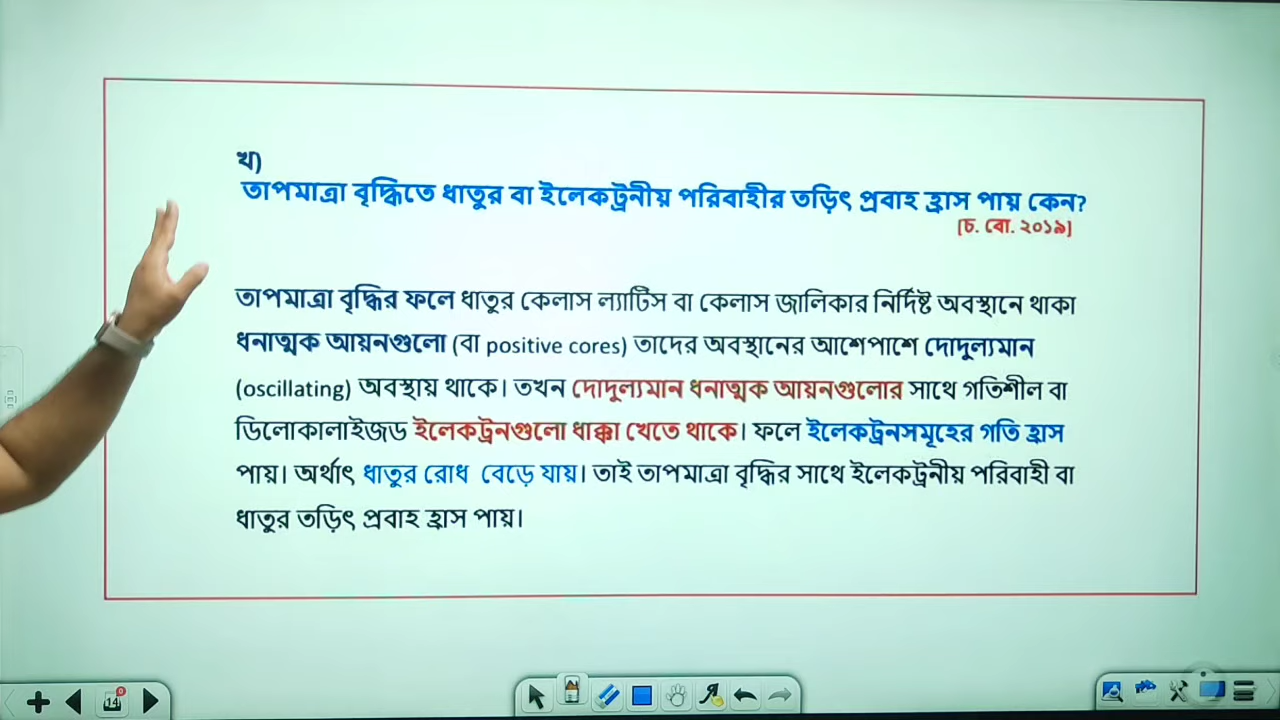 খ)
তাপমাত্রা বৃদ্ধিতে ধাতুর বা ইলেকট্রনীয় পরিবাহীর তড়িৎ প্রবাহ হ্রাস পায় কেন?
[চ. বো. ২০১৯]
তাপমাত্রা বৃদ্ধির ফলে ধাতুর কেলাস ল্যাটিস বা কেলাস জালিকার নির্দিষ্ট অবস্থানে থাকা
ধনাত্মক আয়নগুলো (বা positive cores) তাদের অবস্থানের আশেপাশে দোদুল্যমান
(oscillating) অবস্থায় থাকে। তখন দোদুল্যমান ধনাত্মক আয়নগুলোর সাথে গতিশীল বা
ডিলোকালাইজড ইলেকট্রনগুলো ধাক্কা খেতে থাকে। ফলে ইলেকট্রনসমূহের গতি হ্রাস
পায়। অর্থাৎ ধাতুর রোধ বেড়ে যায়। তাই তাপমাত্রা বৃদ্ধির সাথে ইলেকট্রনীয় পরিবাহী বা
ধাতুর তড়িৎ প্রবাহ হ্রাস পায়।
14
0